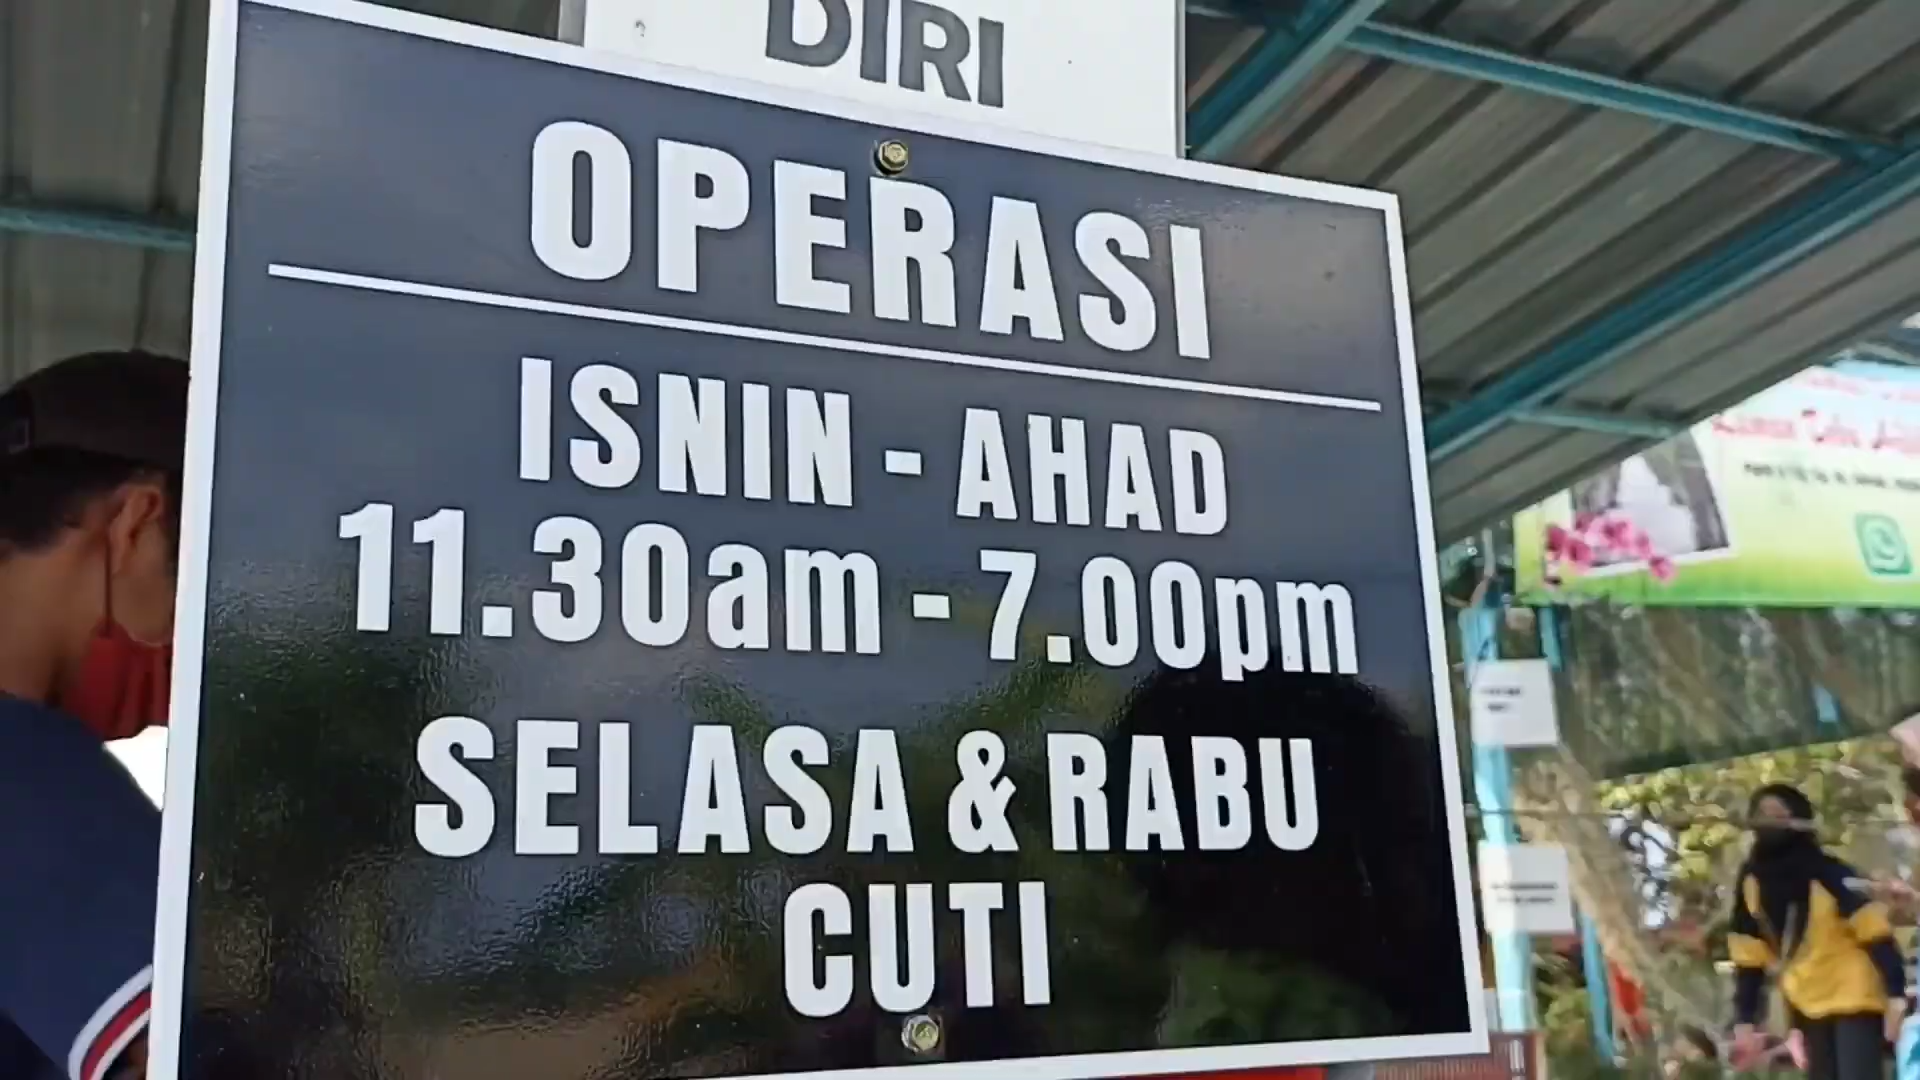 DIRI
OPERASI
ISNIN - AHAD
11.30am - 7.00pm
SELASA & RABU
CUTI